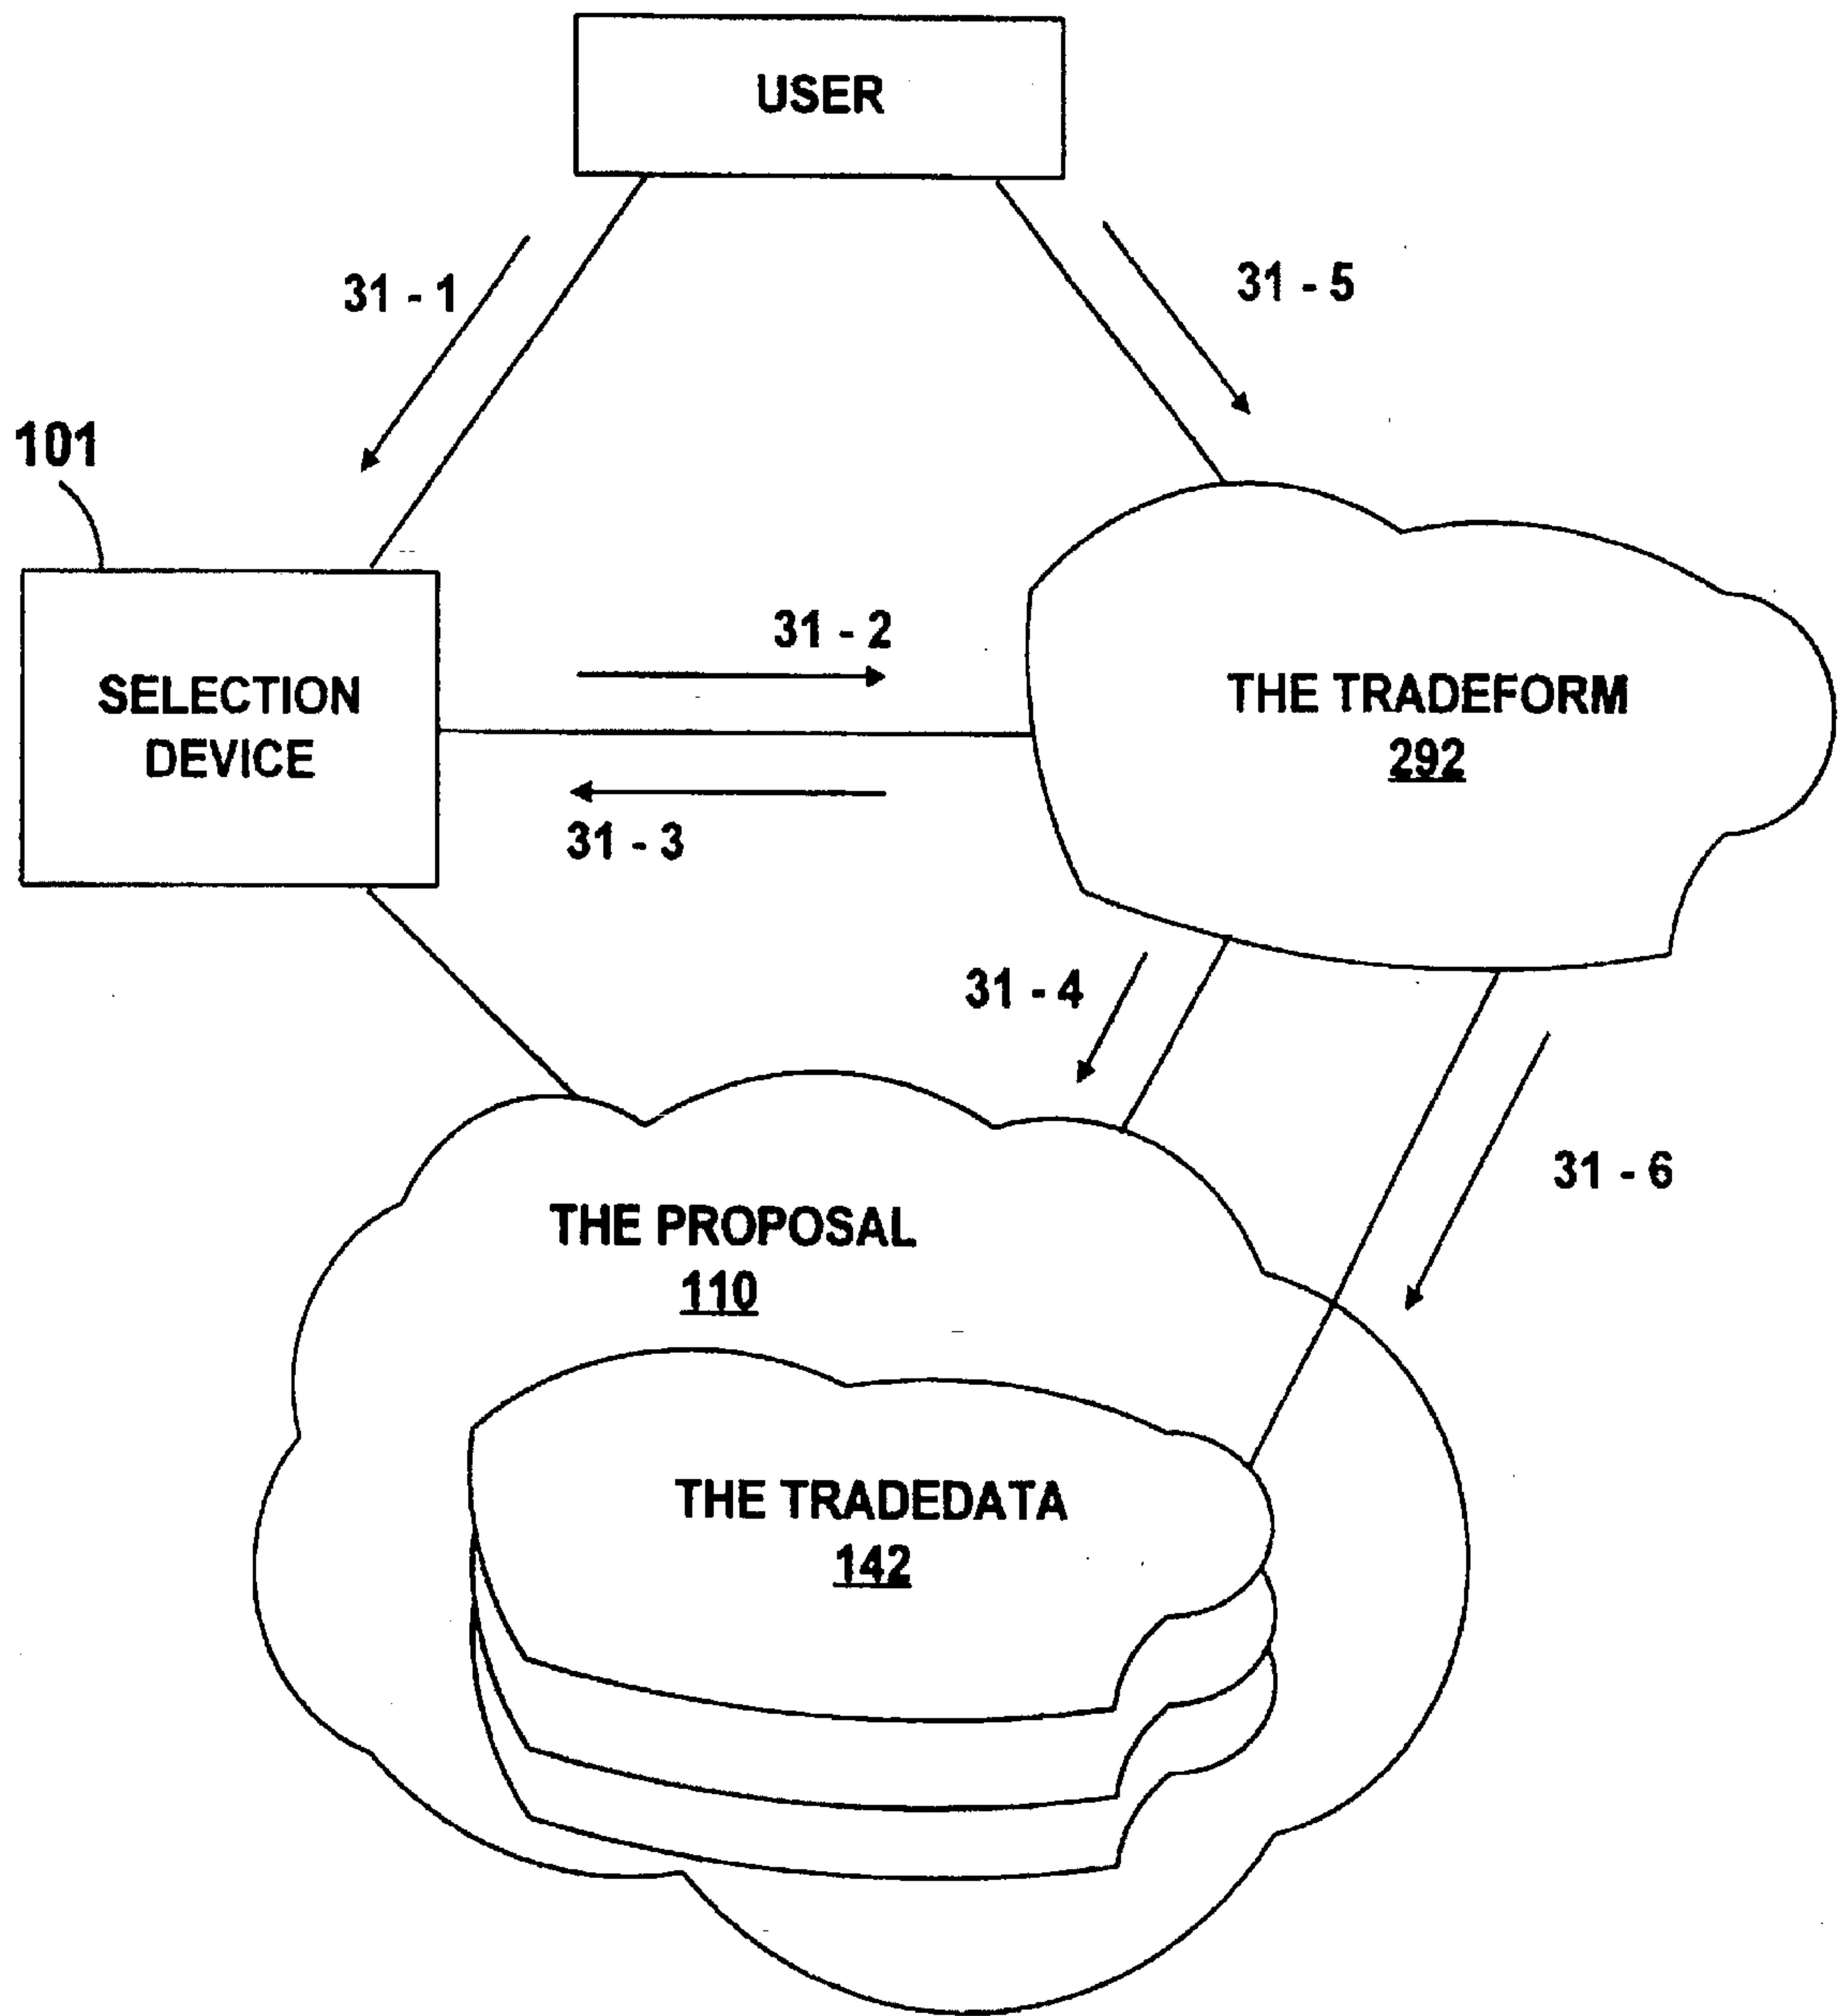 USER
31 - 1
31 - 5
101
31 - 2
SELECTION
DEVICE
THE TRADEFORM
292
31 - 3
31 - 4
31 - 6
THE PROPOSAL
110
THE TRADEDATA
142